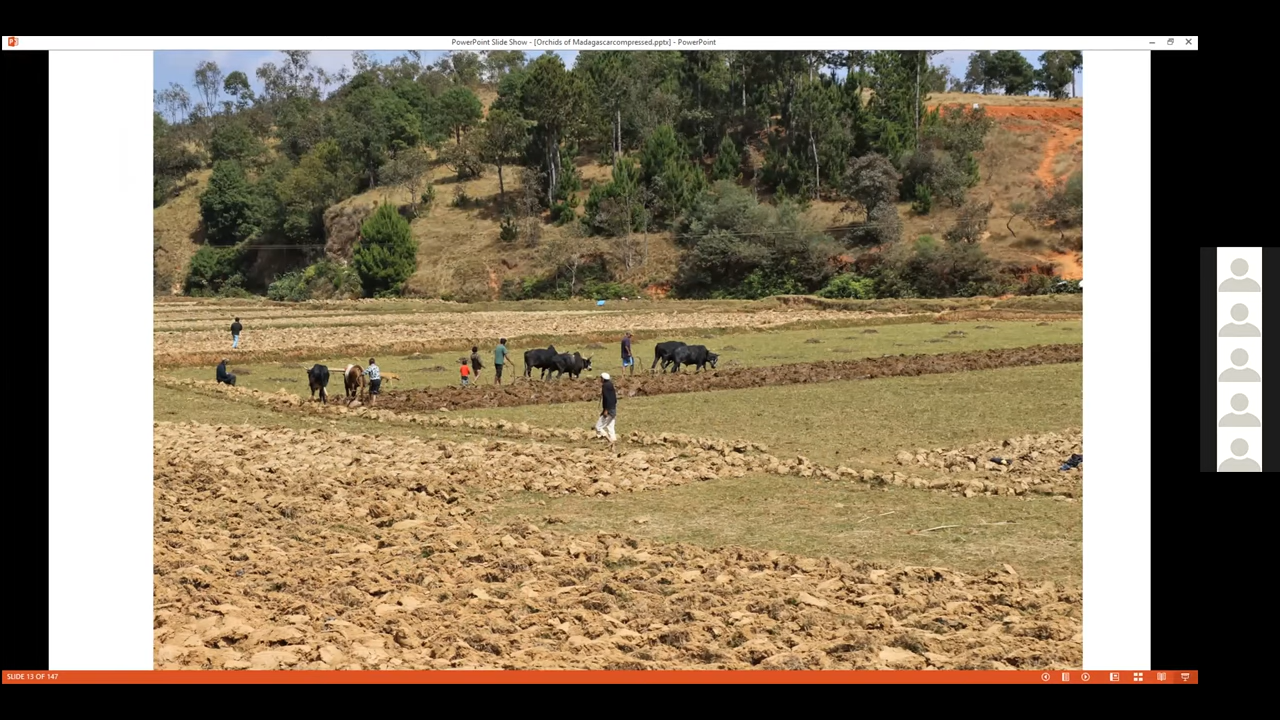 PowerPoint Slide Show - [Orchids of Madagascarcompressed.pptx] - PowerPoint
SLIDE 13 OF 147